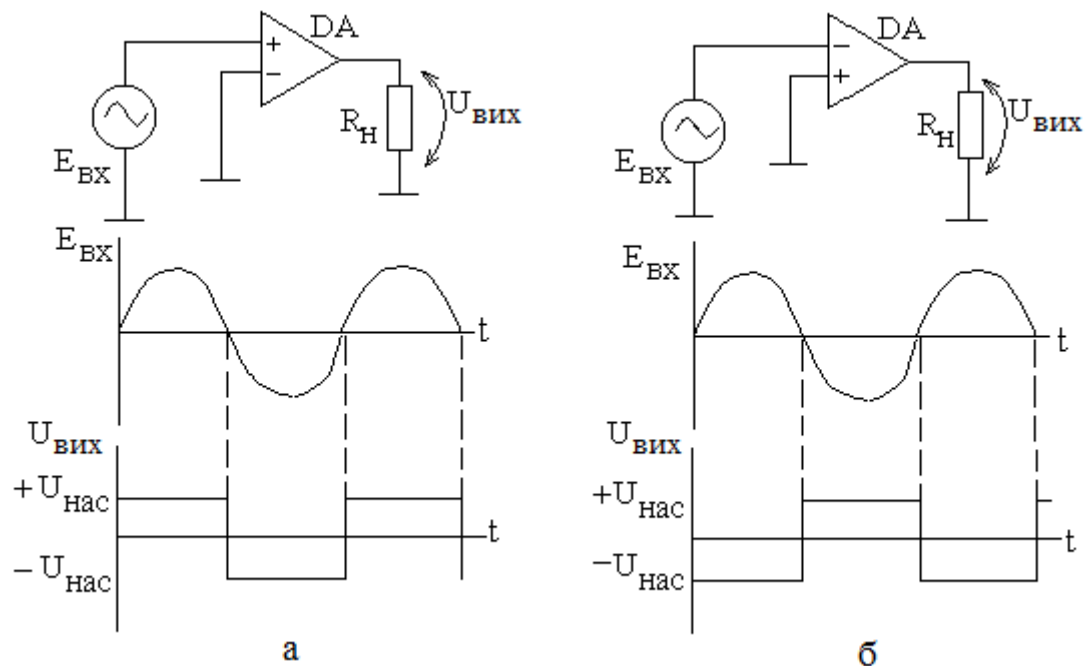 DA
+
−
R н
U вих
E вх
E вх
t
U вих
+ U нас
t
− U нас
а
DA
−
+
R н
U вих
E вх
E вх
t
U вих
+U нас
t
−U нас
б